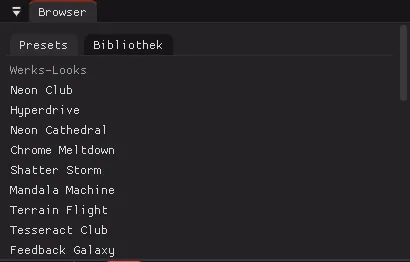 Browser
Presets Bibliothek
Werks-Looks
Neon Club
Hyperdrive
Neon Cathedral
Chrome Meltdown
Shatter Storm
Mandala Machine
Terrain Flight
Tesseract Club
Feedback Galaxy